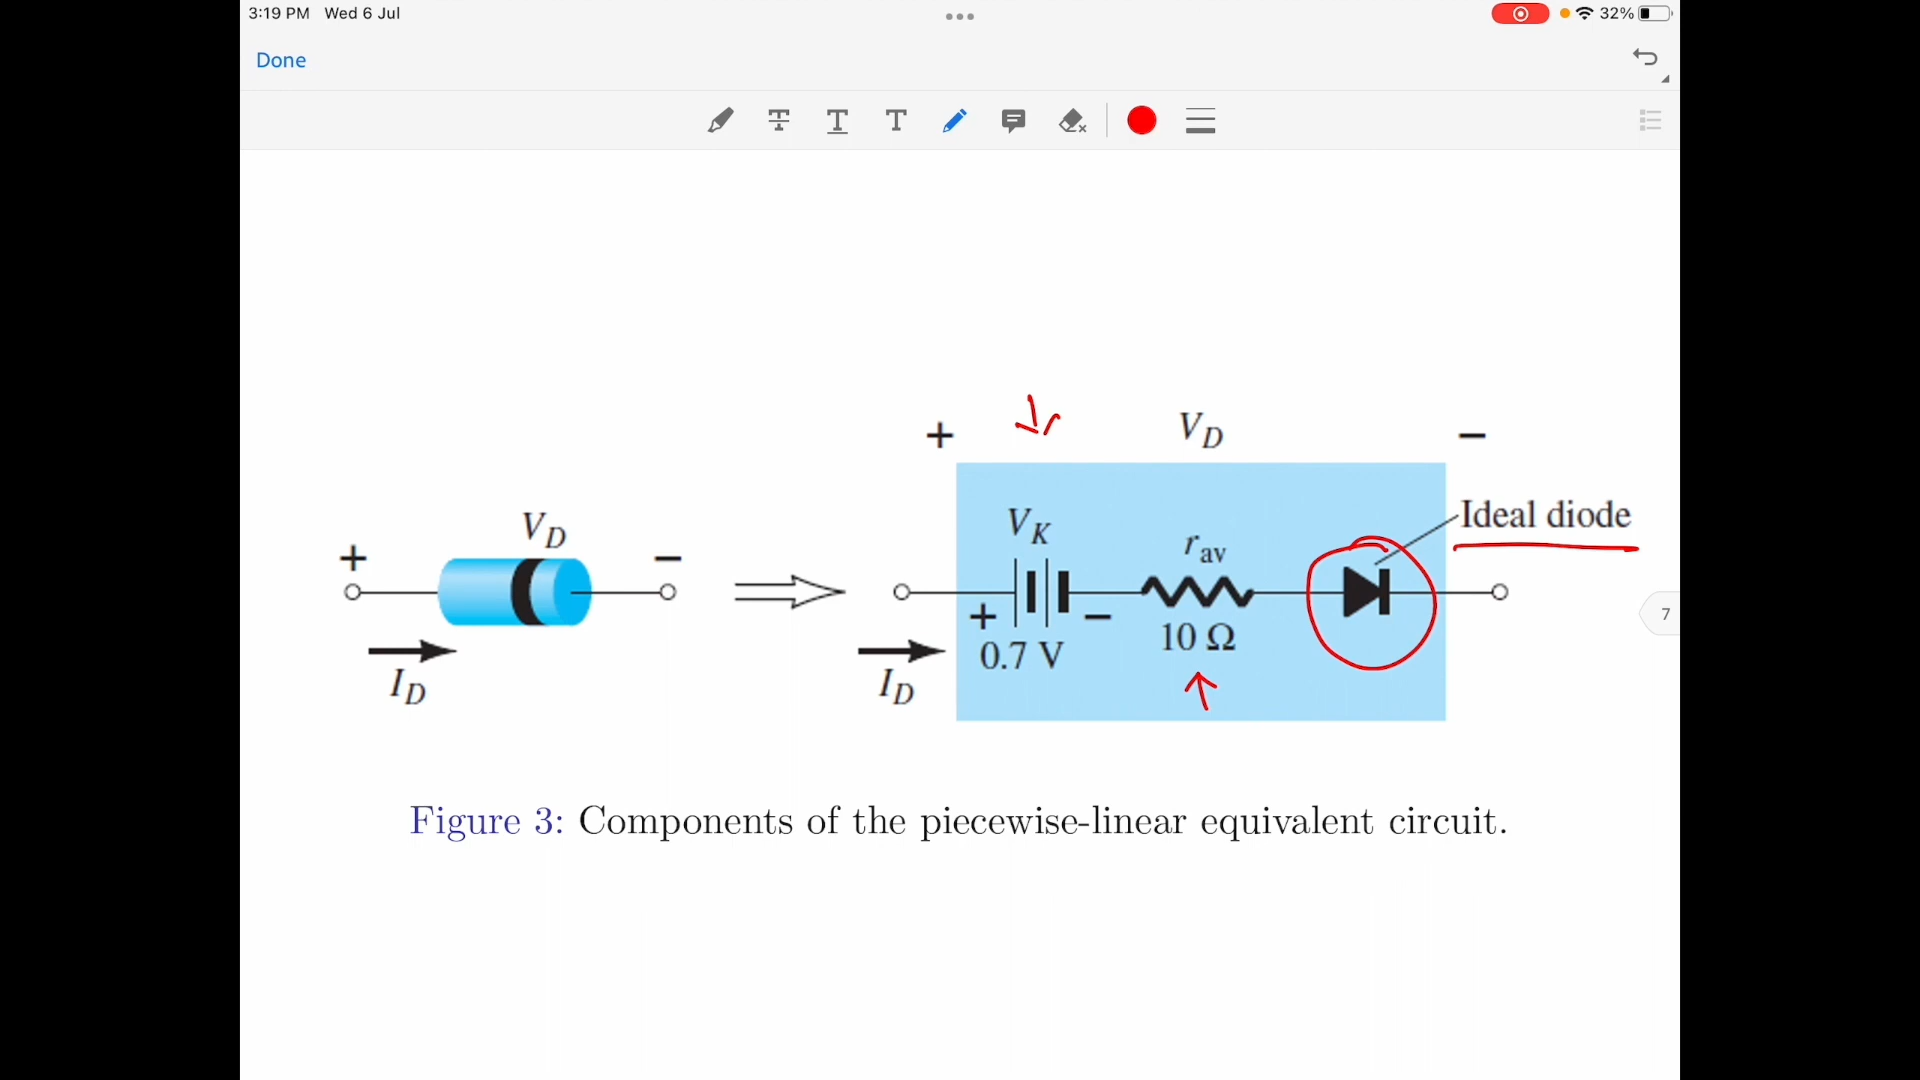 3:19 PM Wed 6 Jul
32%
Done
T T T
+ V_D −
V_K
Ideal diode
r_av
+ V_D −
+ −
10 Ω
0.7 V
I_D
I_D
7
Figure 3: Components of the piecewise-linear equivalent circuit.